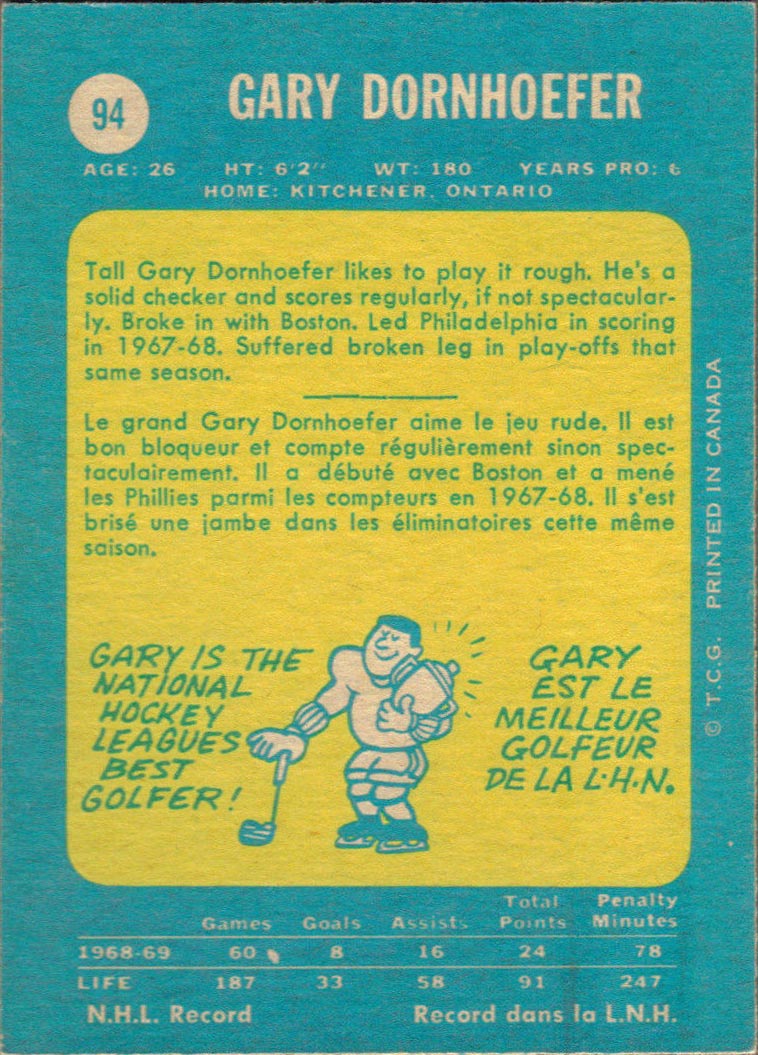 94
GARY DORNHOEFER
AGE: 26 HT: 6'2" WT: 180 YEARS PRO: 6
HOME: KITCHENER, ONTARIO
Tall Gary Dornhoefer likes to play it rough. He's a
solid checker and scores regularly, if not spectacular-
ly. Broke in with Boston. Led Philadelphia in scoring
in 1967-68. Suffered broken leg in play-offs that
same season.
Le grand Gary Dornhoefer aime le jeu rude. Il est
bon bloqueur et compte régulièrement sinon spec-
taculairement. Il a débuté avec Boston et a mené
les Phillies parmi les compteurs en 1967-68. Il s'est
brisé une jambe dans les éliminatoires cette même
saison.
GARY IS THE
NATIONAL
HOCKEY
LEAGUES
BEST
GOLFER!
GARY
EST LE
MEILLEUR
GOLFEUR
DE LA L.H.N.
© T.C.G. PRINTED IN CANADA
Games Goals Assists Total Points Penalty Minutes
1968-69 60 8 16 24 78
LIFE 187 33 58 91 247
N.H.L. Record Record dans la L.N.H.